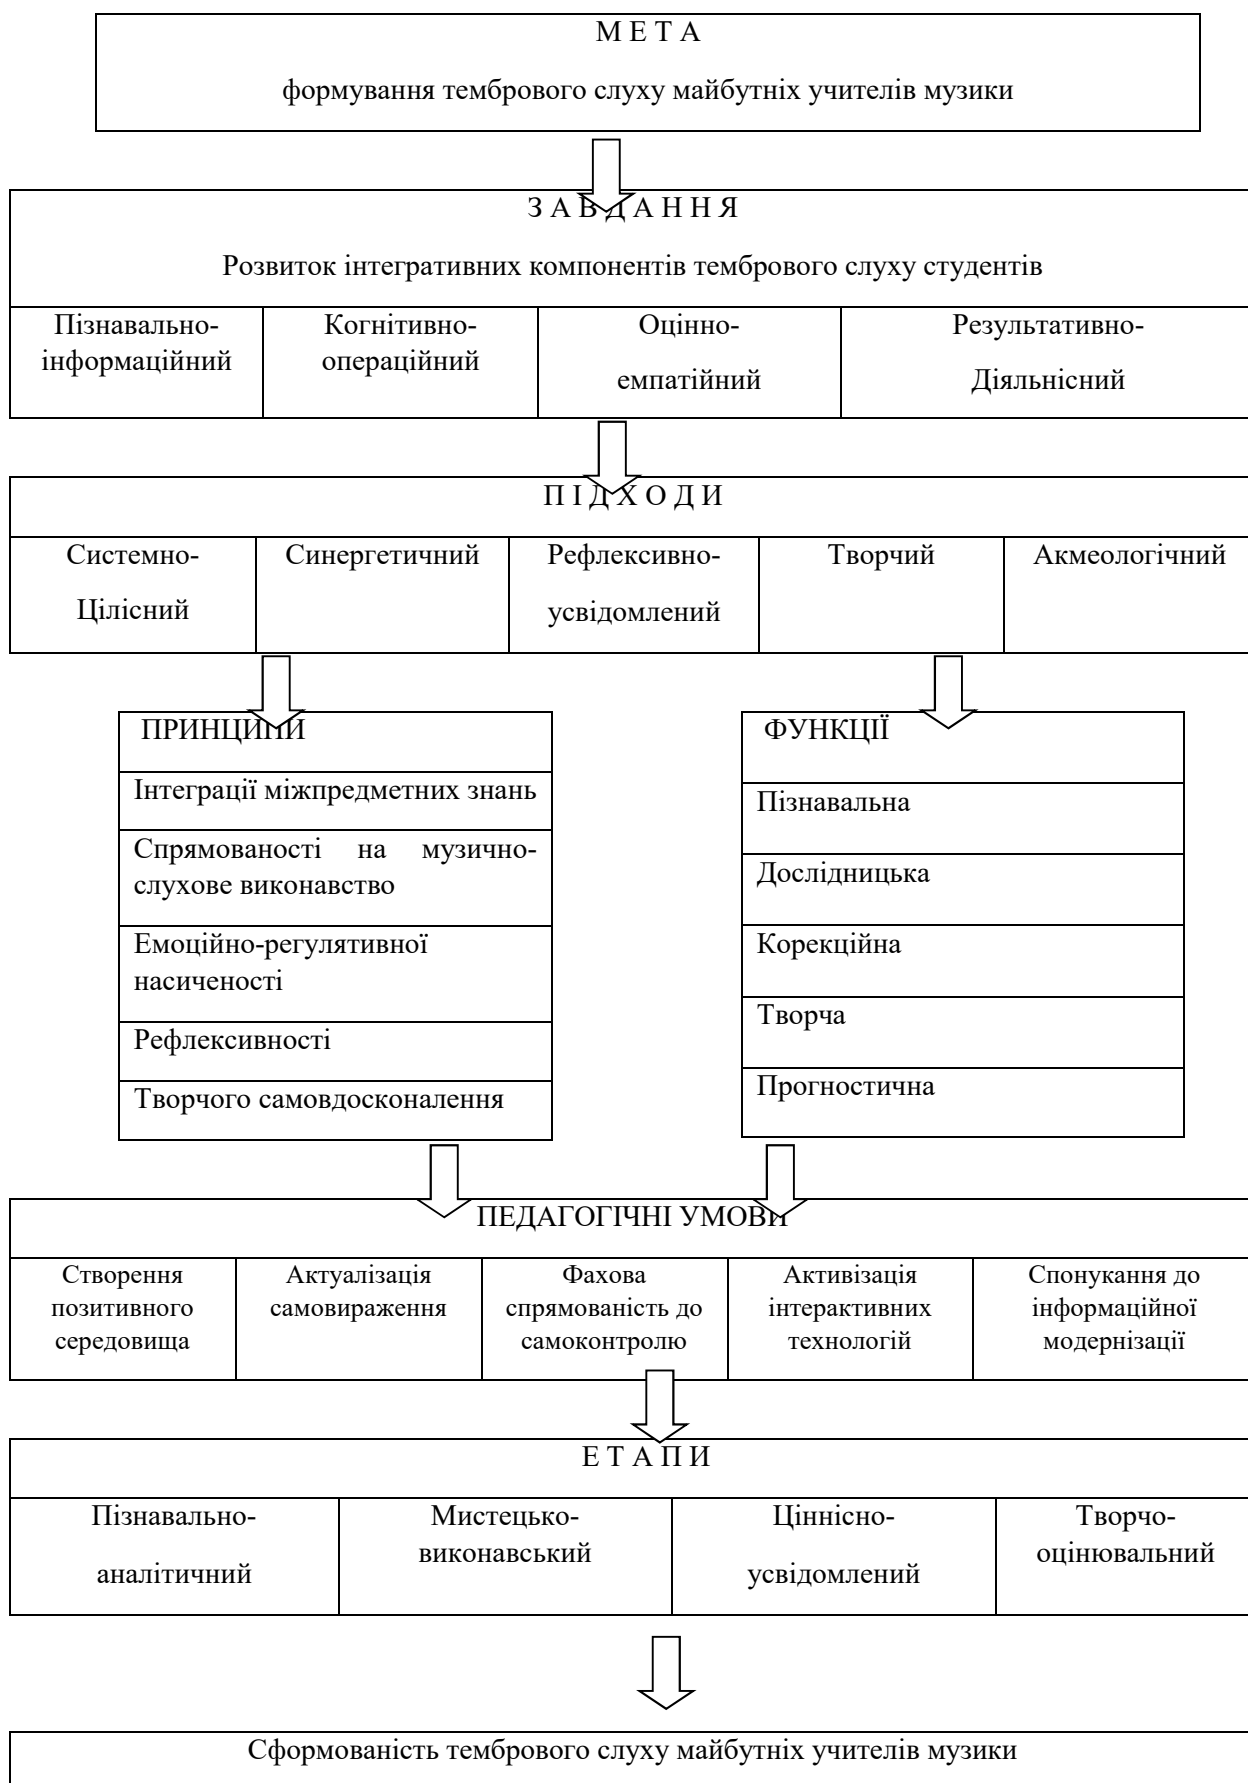 М Е Т А
формування тембрового слуху майбутніх учителів музики
З А В Д А Н Н Я
Розвиток інтегративних компонентів тембрового слуху студентів
Пізнавально-
інформаційний
Когнітивно-
операційний
Оцінно-
емпатійний
Результативно-
Діяльнісний
П І Д Х О Д И
Системно-
Цілісний
Синергетичний
Рефлексивно-
усвідомлений
Творчий
Акмеологічний
ПРИНЦИПИ
Інтеграції міжпредметних знань
Спрямованості на музично-
слухове виконавство
Емоційно-регулятивної
насиченості
Рефлексивності
Творчого самовдосконалення
ФУНКЦІЇ
Пізнавальна
Дослідницька
Корекційна
Творча
Прогностична
ПЕДАГОГІЧНІ УМОВИ
Створення
позитивного
середовища
Актуалізація
самовираження
Фахова
спрямованість до
самоконтролю
Активізація
інтерактивних
технологій
Спонукання до
інформаційної
модернізації
Е Т А П И
Пізнавально-
аналітичний
Мистецько-
виконавський
Ціннісно-
усвідомлений
Творчо-
оцінювальний
Сформованість тембрового слуху майбутніх учителів музики